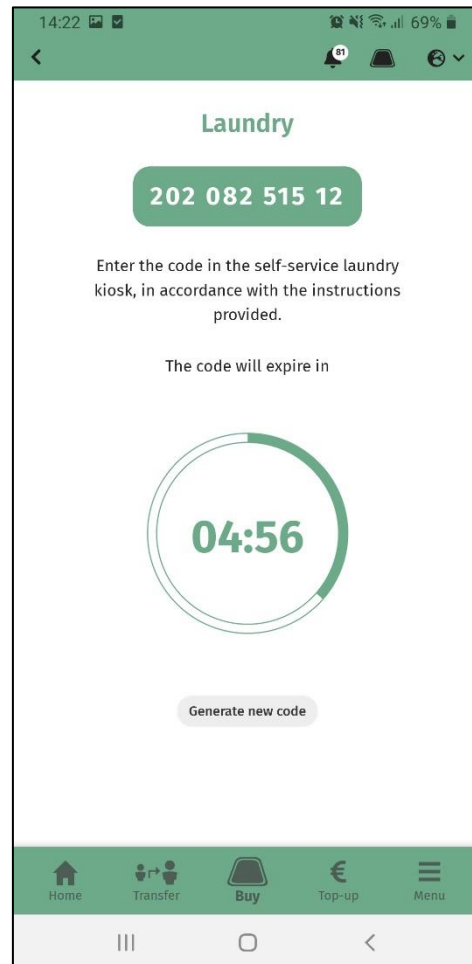 14:22 69%
81
Laundry
202 082 515 12
Enter the code in the self-service laundry
kiosk, in accordance with the instructions
provided.
The code will expire in
04:56
Generate new code
Home Transfer Buy Top-up Menu